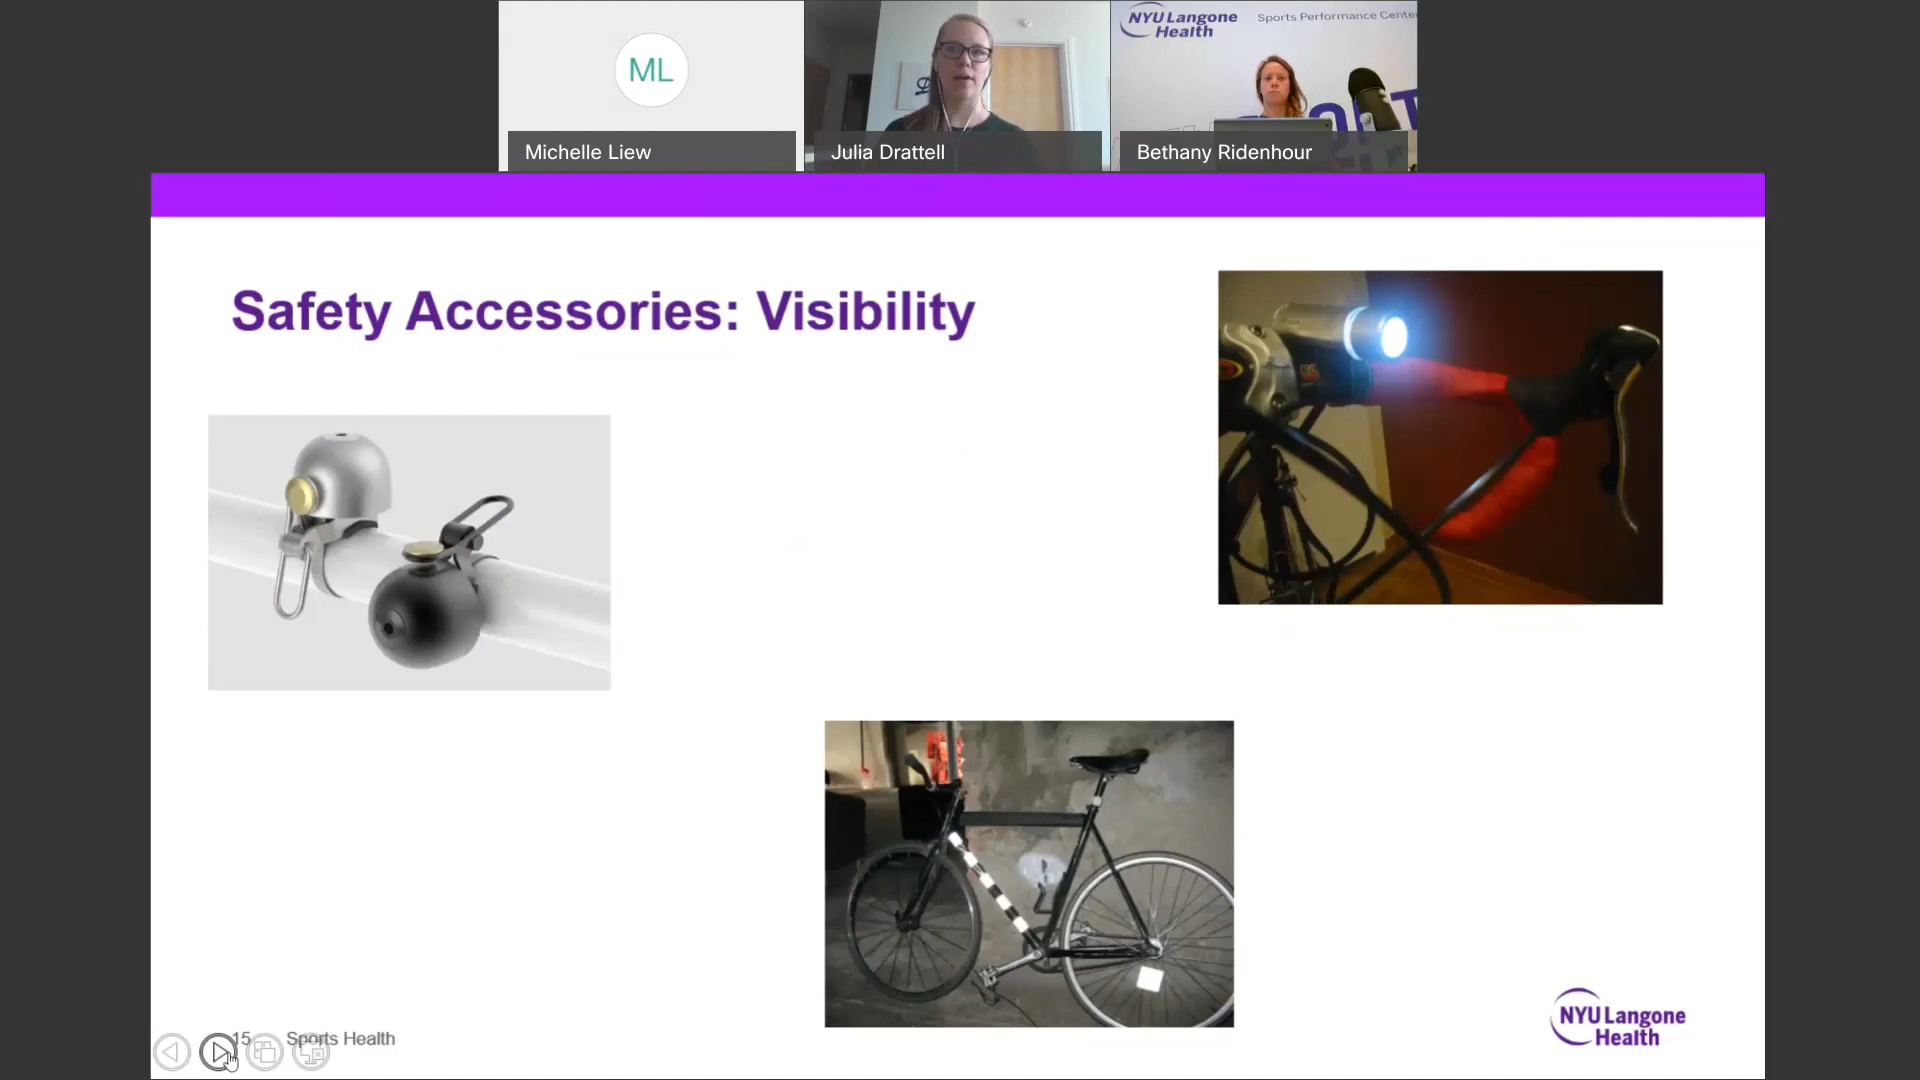 ML
Michelle Liew
Julia Drattell
NYU Langone
Health
Sports Performance Center
Bethany Ridenhour
Safety Accessories: Visibility
15
Sports Health
NYU Langone
Health